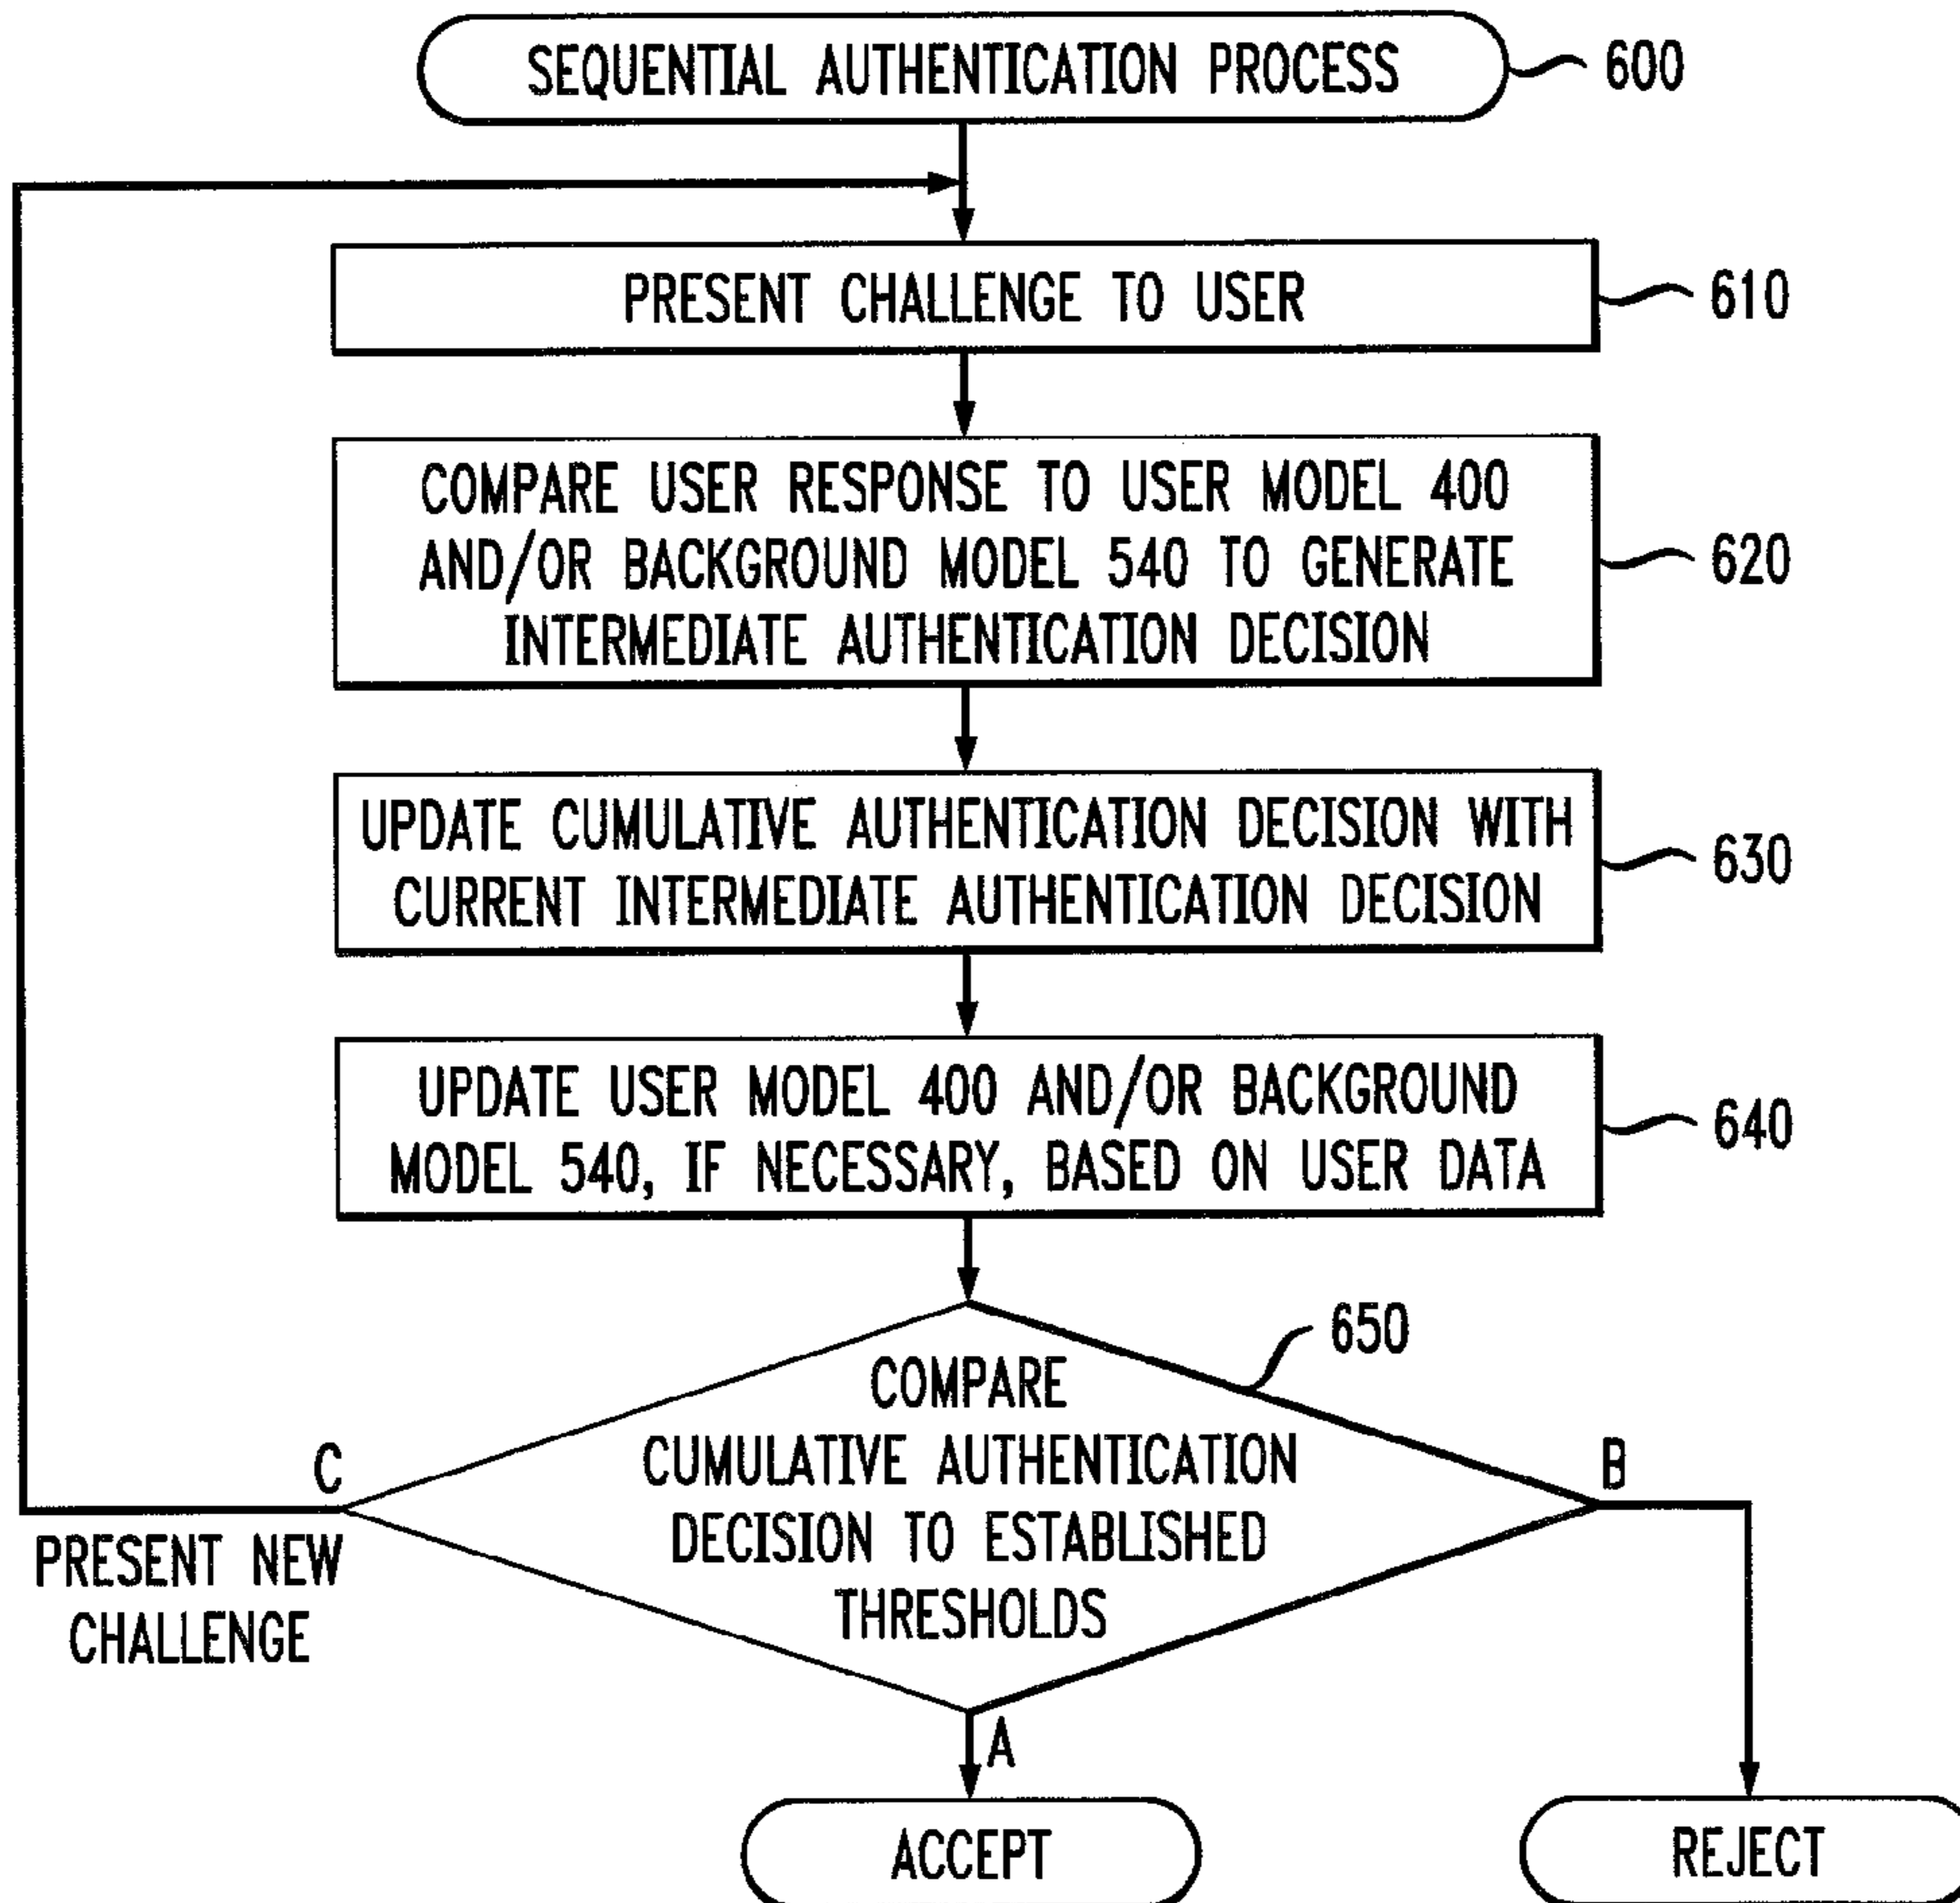 SEQUENTIAL AUTHENTICATION PROCESS
600
PRESENT CHALLENGE TO USER
610
COMPARE USER RESPONSE TO USER MODEL 400
AND/OR BACKGROUND MODEL 540 TO GENERATE
INTERMEDIATE AUTHENTICATION DECISION
620
UPDATE CUMULATIVE AUTHENTICATION DECISION WITH
CURRENT INTERMEDIATE AUTHENTICATION DECISION
630
UPDATE USER MODEL 400 AND/OR BACKGROUND
MODEL 540, IF NECESSARY, BASED ON USER DATA
640
650
COMPARE
CUMULATIVE AUTHENTICATION
DECISION TO ESTABLISHED
THRESHOLDS
C
PRESENT NEW
CHALLENGE
B
A
ACCEPT
REJECT